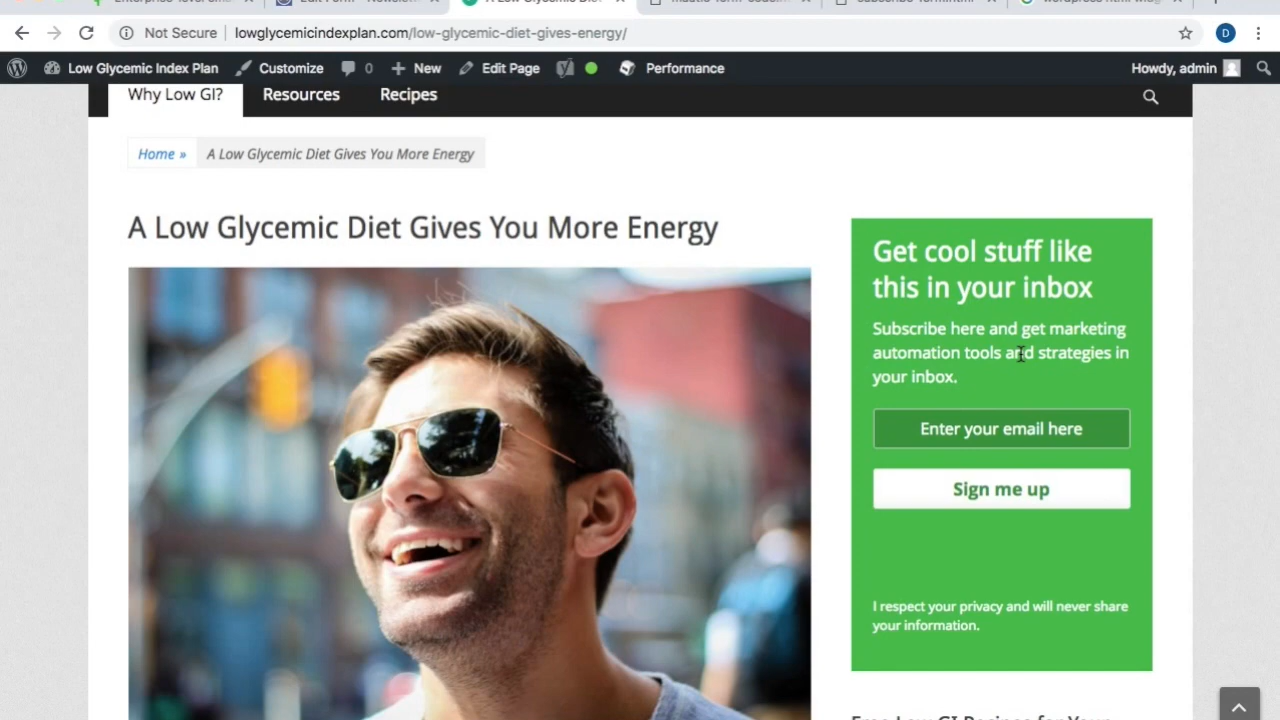 Not Secure lowglycemicindexplan.com/low-glycemic-diet-gives-energy/ D
Low Glycemic Index Plan Customize 0 New Edit Page Performance Howdy, admin
Why Low GI? Resources Recipes
Home » A Low Glycemic Diet Gives You More Energy
A Low Glycemic Diet Gives You More Energy
Get cool stuff like
this in your inbox
Subscribe here and get marketing
automation tools and strategies in
your inbox.
Enter your email here
Sign me up
I respect your privacy and will never share
your information.